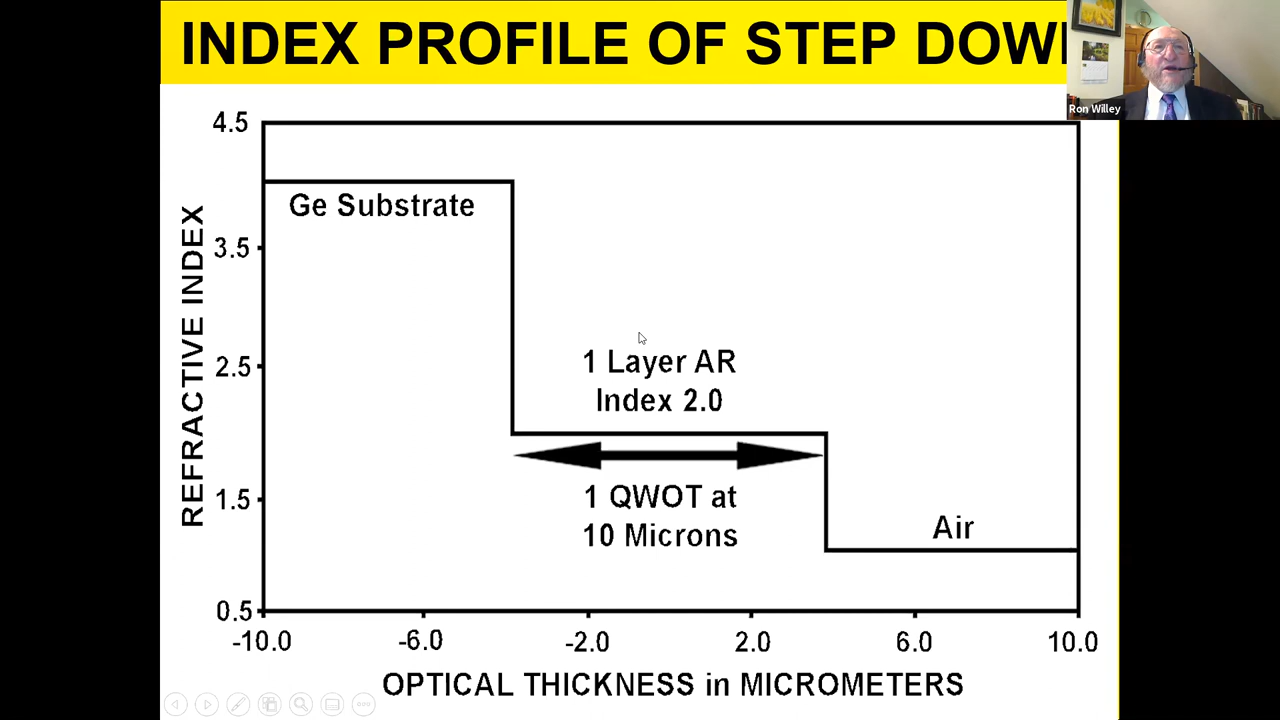 INDEX PROFILE OF STEP DOW
Ron Willey
4.5
Ge Substrate
3.5
REFRACTIVE INDEX
1 Layer AR
2.5
Index 2.0
1 QWOT at
1.5
10 Microns
Air
0.5
-10.0 -6.0 -2.0 2.0 6.0 10.0
OPTICAL THICKNESS in MICROMETERS